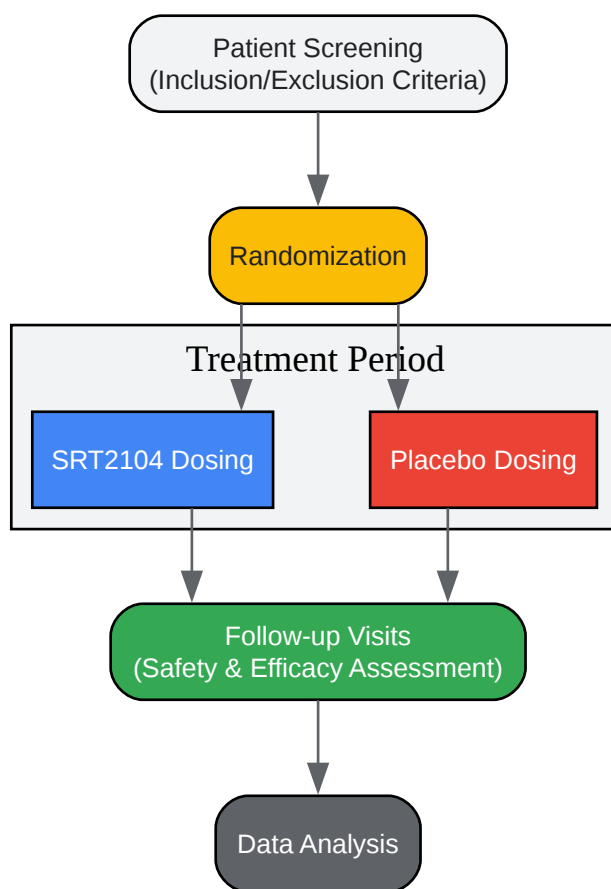 Patient Screening
(Inclusion/Exclusion Criteria)
Randomization
Treatment Period
SRT2104 Dosing
Placebo Dosing
Follow-up Visits
(Safety & Efficacy Assessment)
Data Analysis